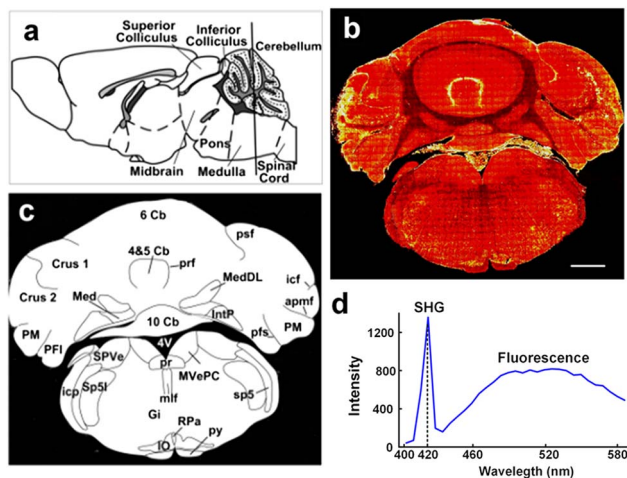 a
Superior
Colliculus
Inferior
Colliculus
Cerebellum
Pons
Midbrain
Medulla
Spinal
Cord
b
c
6 Cb
psf
Crus 1
4&5 Cb
prf
MedDL
icf
Crus 2
Med
apmf
IntP
PM
10 Cb
pfs
PM
PFl
4V
SPVe
pr
MVePC
icp
Sp5I
mlf
sp5
Gi
RPa
py
IO
d
SHG
Fluorescence
Intensity
1200
800
400
0
400
420
460
520
580
Wavelegth (nm)